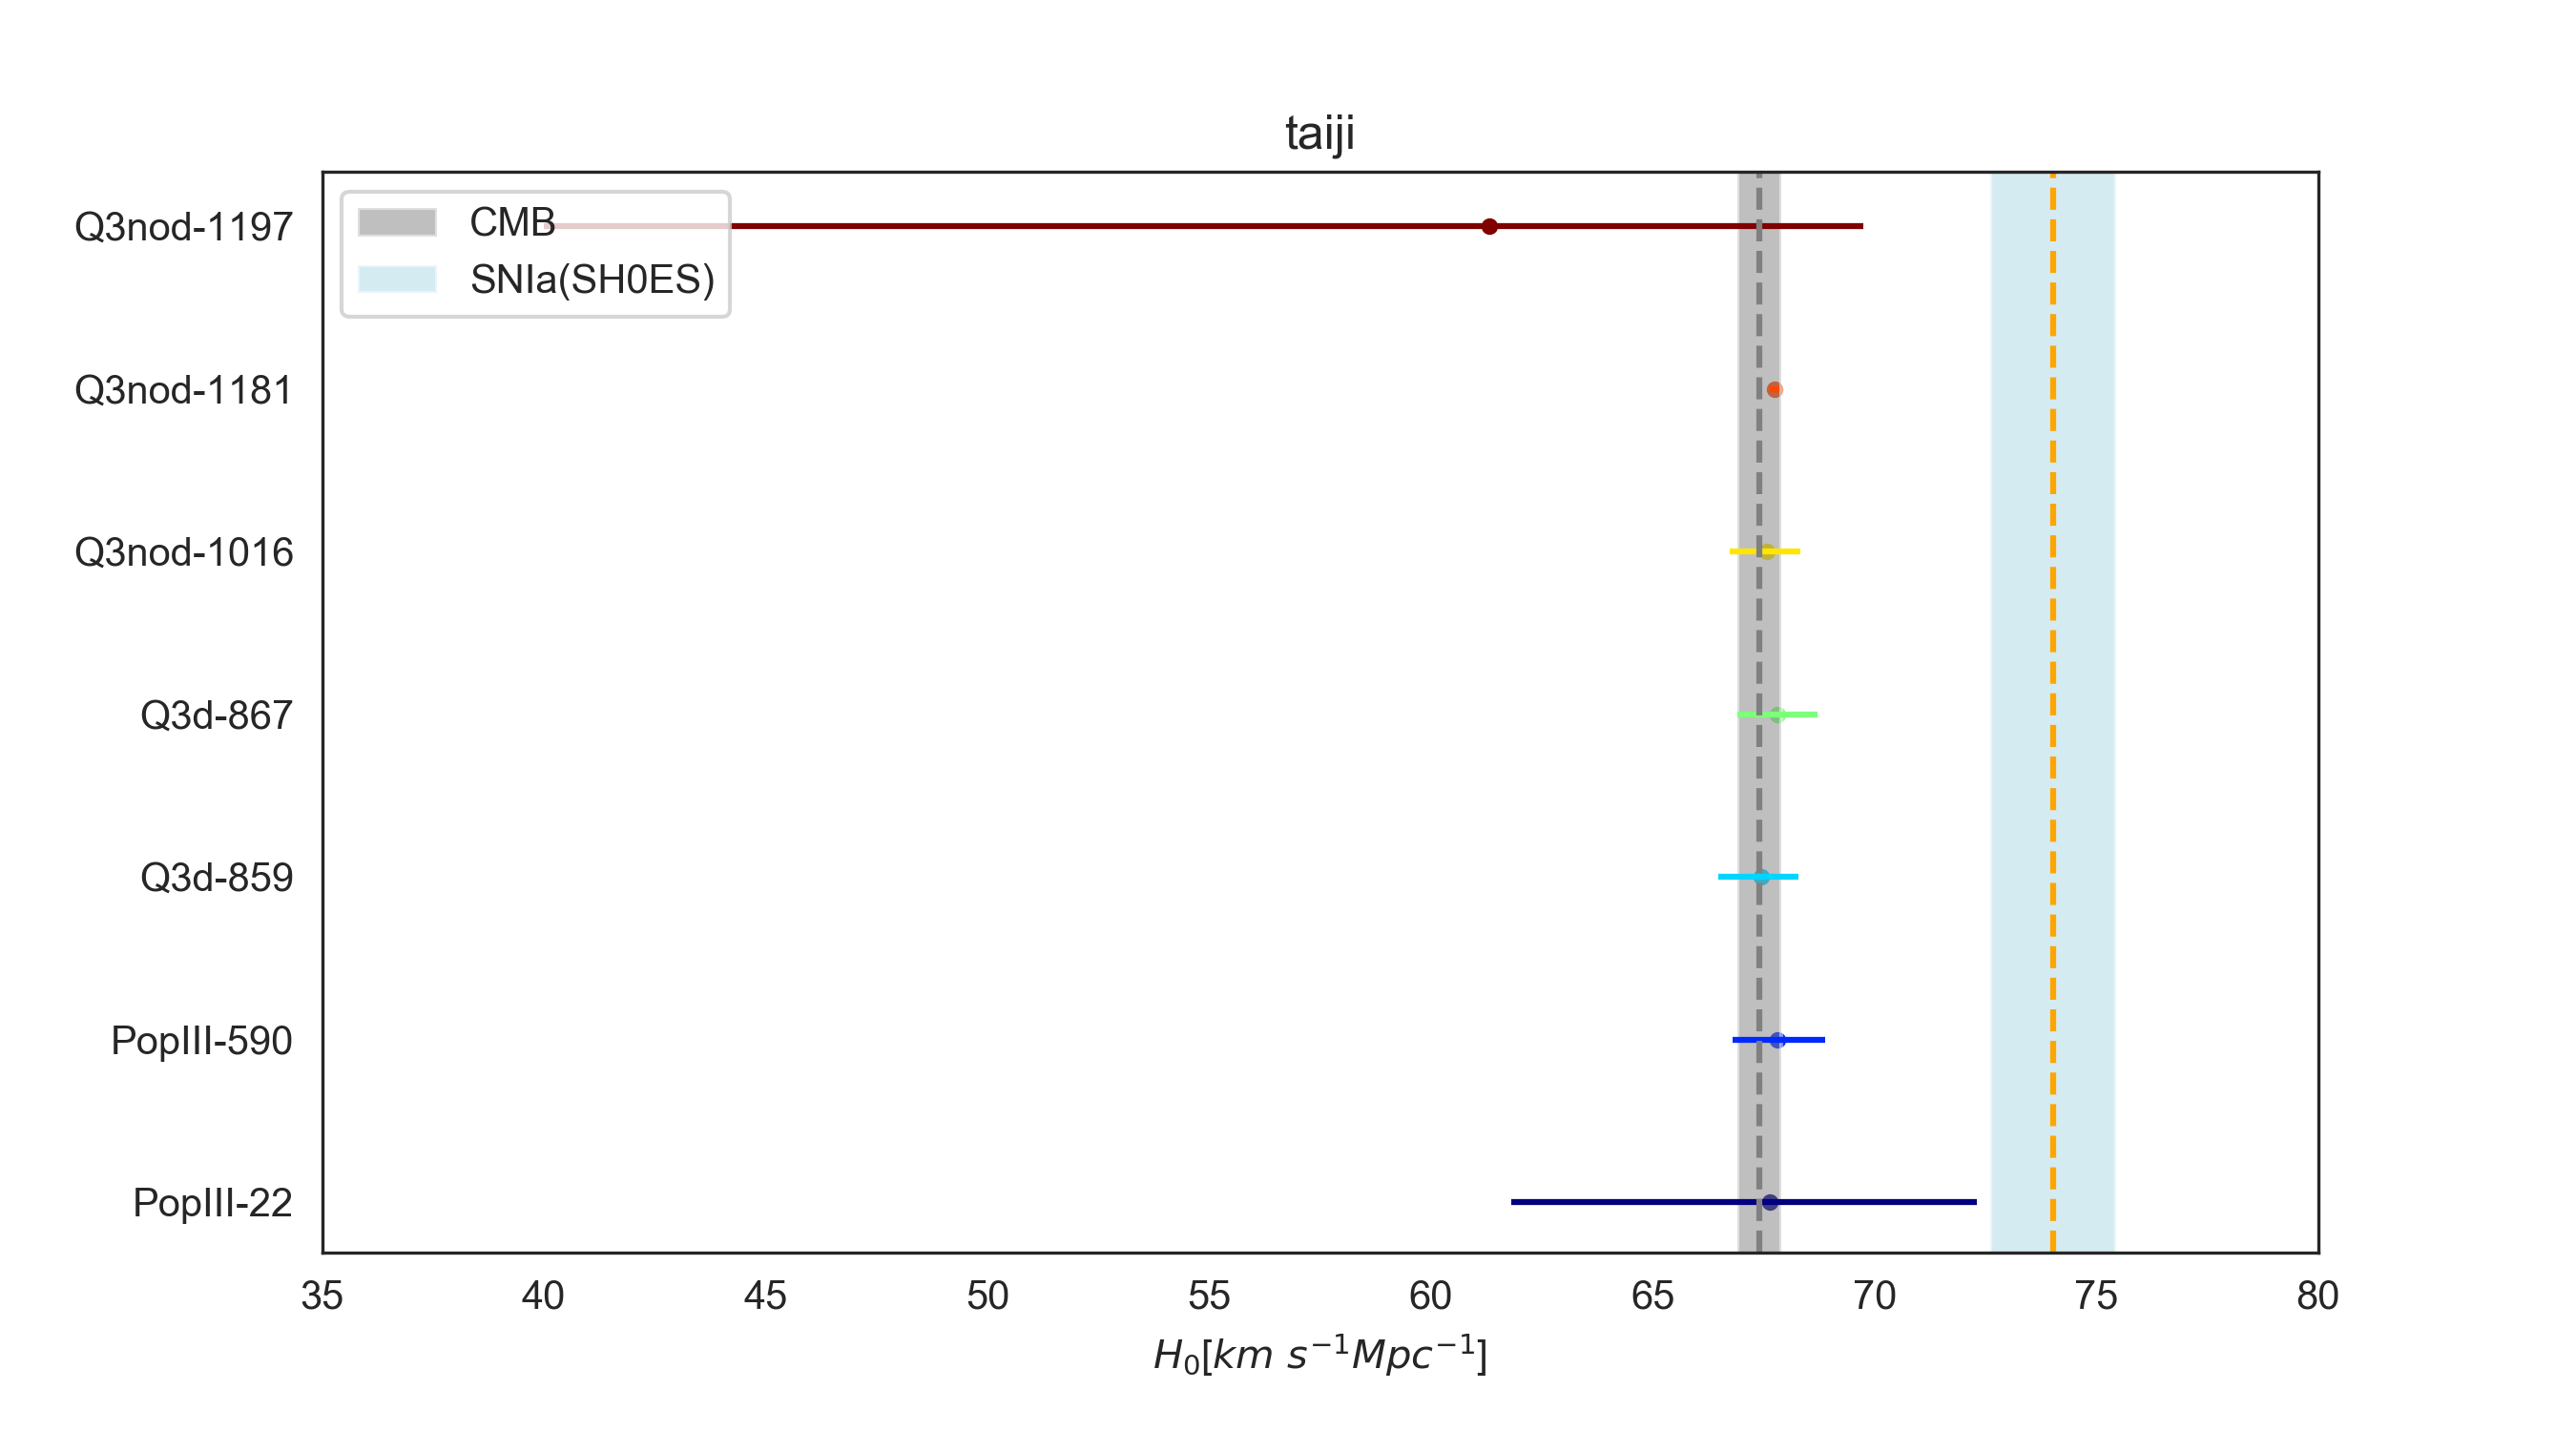 taiji
CMB
SNIa(SH0ES)
Q3nod-1197
Q3nod-1181
Q3nod-1016
Q3d-867
Q3d-859
PopIII-590
PopIII-22
35 40 45 50 55 60 65 70 75 80
H₀[km s⁻¹Mpc⁻¹]